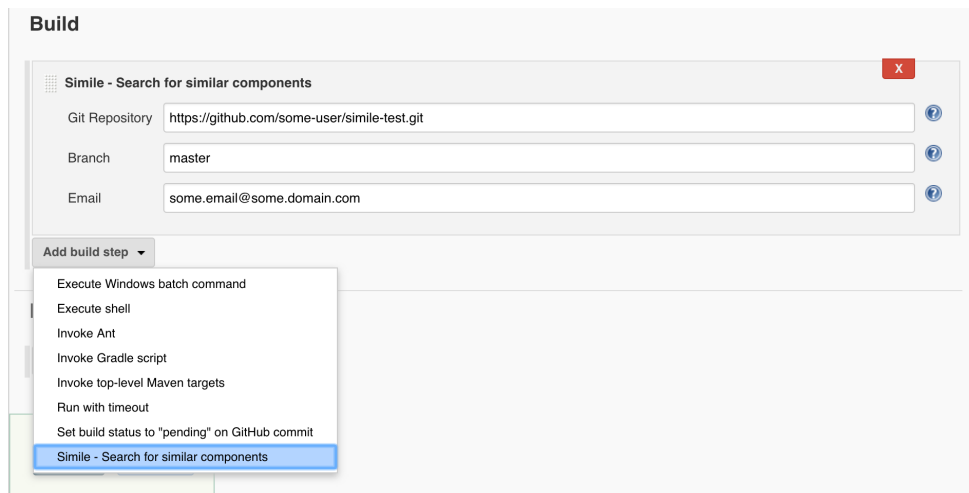 Build
Simile - Search for similar components
X
Git Repository https://github.com/some-user/simile-test.git
Branch master
Email some.email@some.domain.com
Add build step
Execute Windows batch command
Execute shell
Invoke Ant
Invoke Gradle script
Invoke top-level Maven targets
Run with timeout
Set build status to "pending" on GitHub commit
Simile - Search for similar components